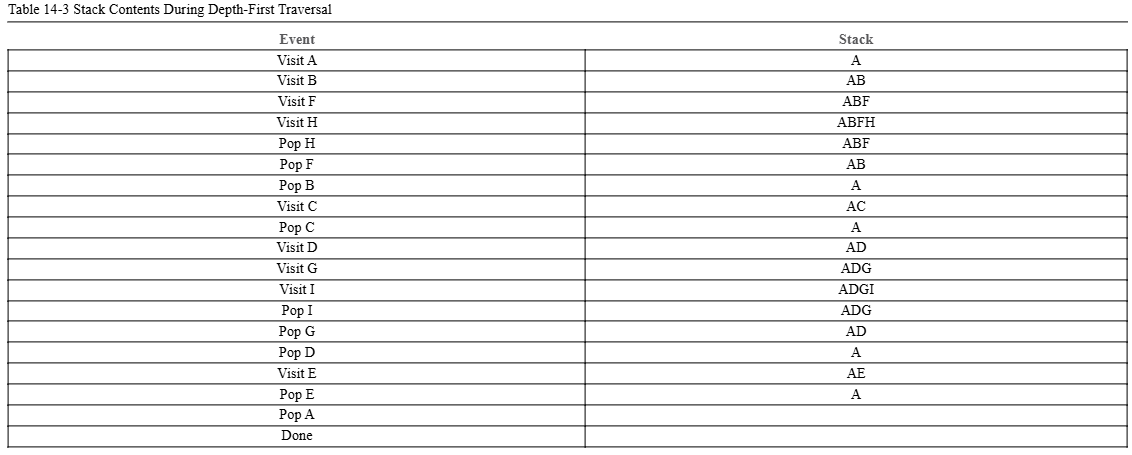 Table 14-3 Stack Contents During Depth-First Traversal
Event Stack
Visit A A
Visit B AB
Visit F ABF
Visit H ABFH
Pop H ABF
Pop F AB
Pop B A
Visit C AC
Pop C A
Visit D AD
Visit G ADG
Visit I ADGI
Pop I ADG
Pop G AD
Pop D A
Visit E AE
Pop E A
Pop A
Done